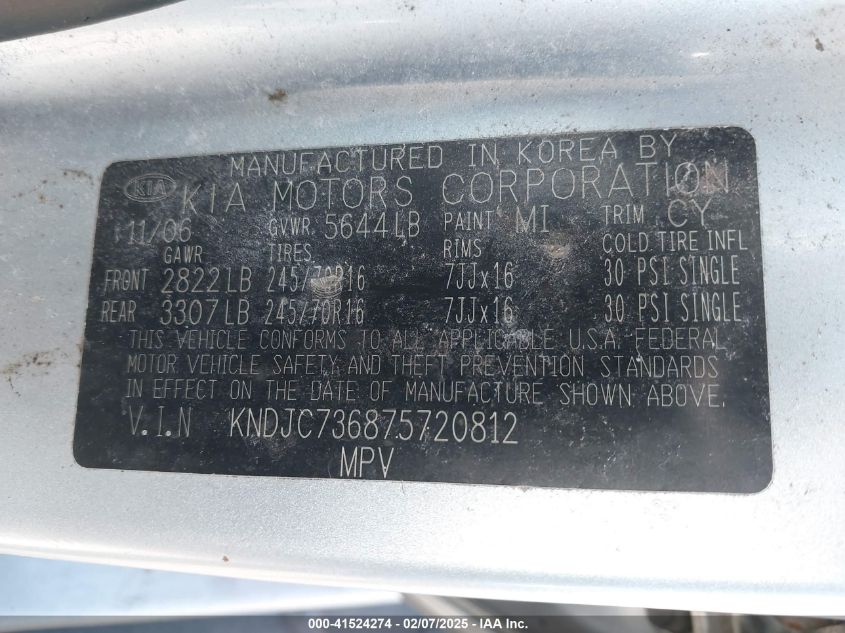 MANUFACTURED IN KOREA BY
KIA KIA MOTORS CORPORATION
11/06 GVWR. 5644LB PAINT MI TRIM CY
GAWR TIRES RIMS COLD TIRE INFL
FRONT 2822LB 245/70R16 7JJx16 30 PSI SINGLE
REAR 3307LB 245/70R16 7JJx16 30 PSI SINGLE
THIS VEHICLE CONFORMS TO ALL APPLICABLE U.S.A. FEDERAL
MOTOR VEHICLE SAFETY AND THEFT PREVENTION STANDARDS
IN EFFECT ON THE DATE OF MANUFACTURE SHOWN ABOVE.
V.I.N KNDJC736875720812
MPV
000-41524274 - 02/07/2025 - IAA Inc.